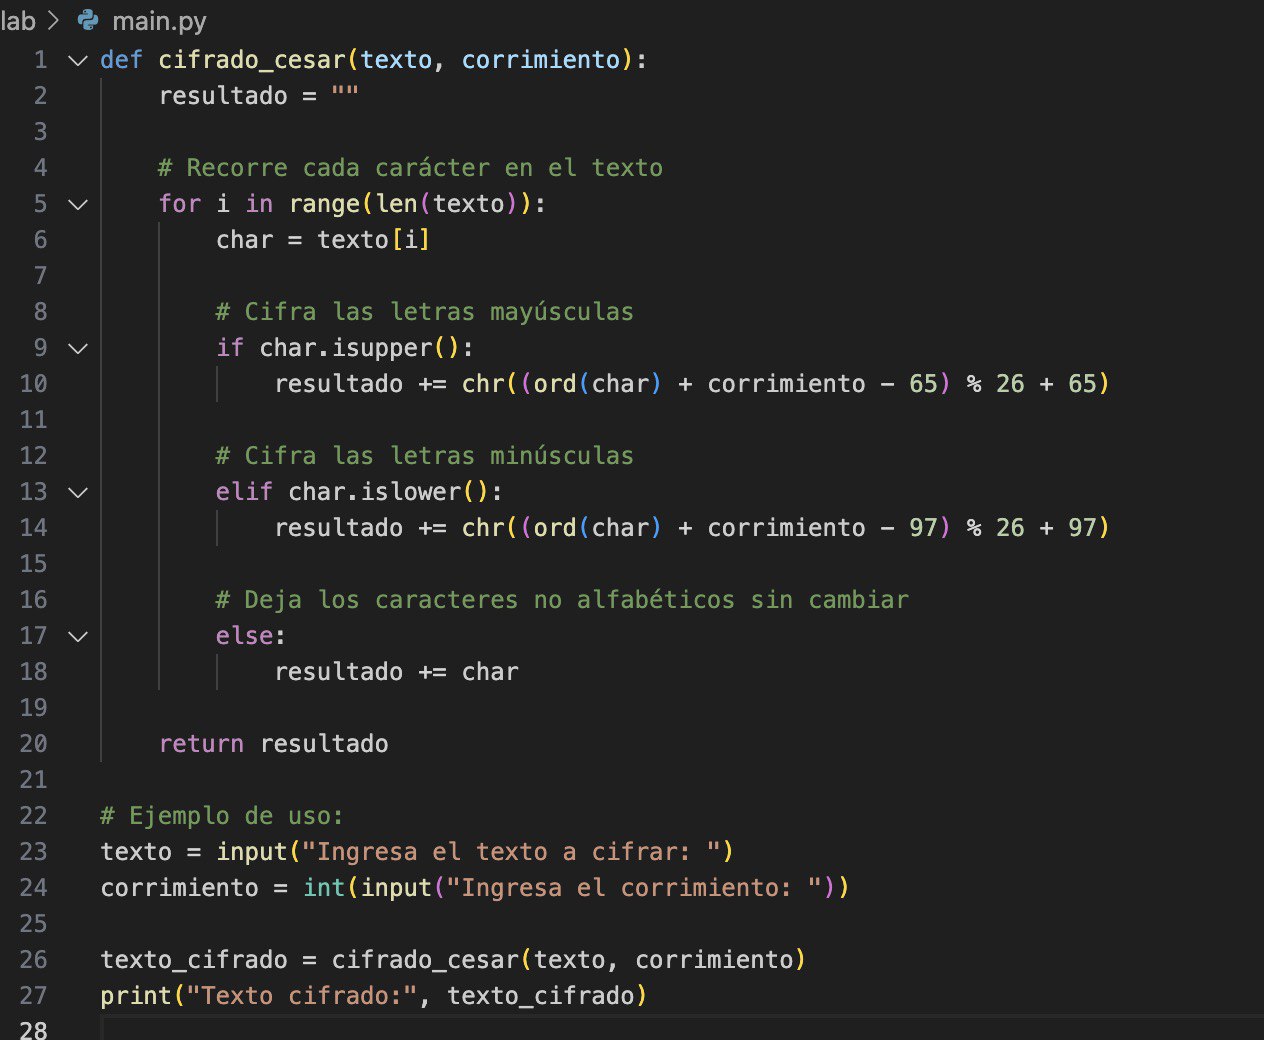 lab > main.py
1 def cifrado_cesar(texto, corrimiento):
2     resultado = ""
3
4     # Recorre cada carácter en el texto
5     for i in range(len(texto)):
6         char = texto[i]
7
8         # Cifra las letras mayúsculas
9         if char.isupper():
10             resultado += chr((ord(char) + corrimiento - 65) % 26 + 65)
11
12         # Cifra las letras minúsculas
13         elif char.islower():
14             resultado += chr((ord(char) + corrimiento - 97) % 26 + 97)
15
16         # Deja los caracteres no alfabéticos sin cambiar
17         else:
18             resultado += char
19
20     return resultado
21
22 # Ejemplo de uso:
23 texto = input("Ingresa el texto a cifrar: ")
24 corrimiento = int(input("Ingresa el corrimiento: "))
25
26 texto_cifrado = cifrado_cesar(texto, corrimiento)
27 print("Texto cifrado:", texto_cifrado)
28